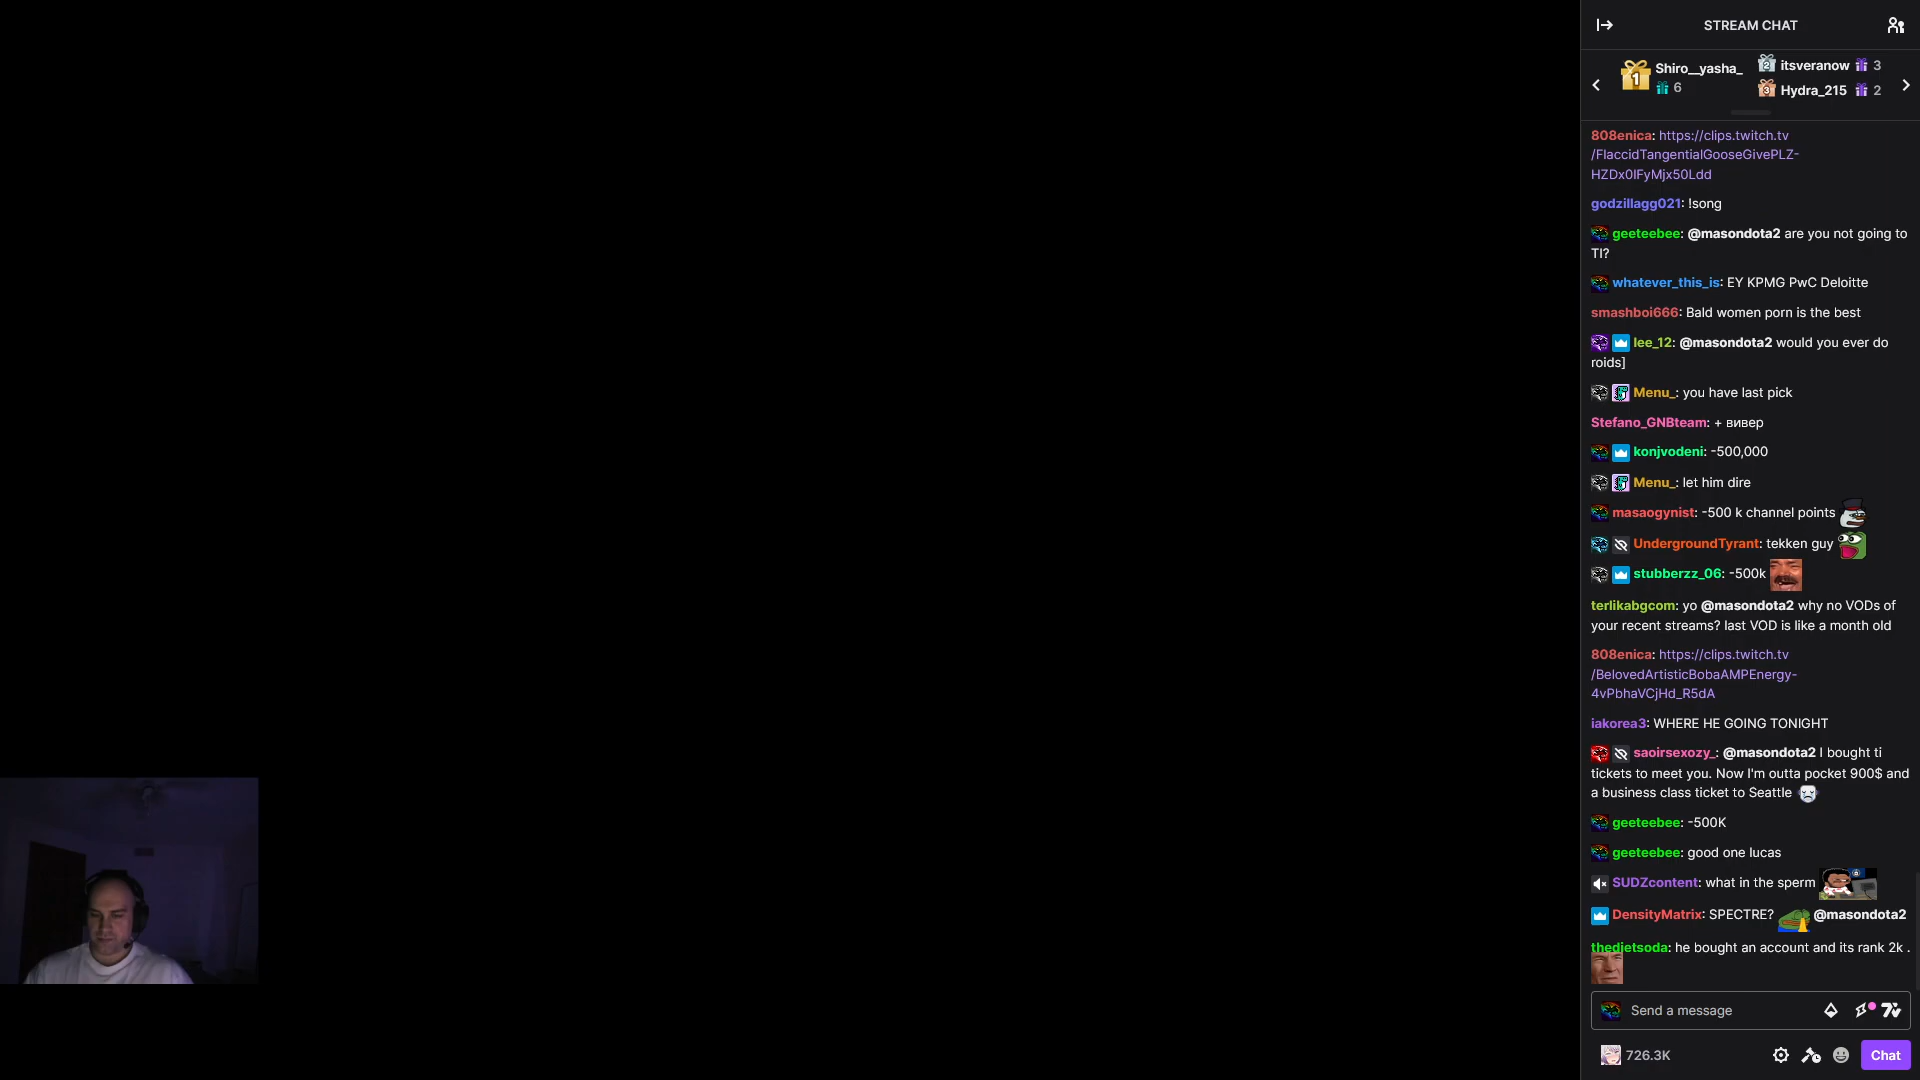 STREAM CHAT
1
Shiro__yasha_
6
2
itsveranow
3
3
Hydra_215
2
808enica: https://clips.twitch.tv
/FlaccidTangentialGooseGivePLZ-
HZDx0IFyMjx50Ldd
godzillagg021: !song
geeteebee: @masondota2 are you not going to
TI?
whatever_this_is: EY KPMG PwC Deloitte
smashboi666: Bald women porn is the best
lee_12: @masondota2 would you ever do
roids]
Menu_: you have last pick
Stefano_GNBteam: + вивер
konjvodeni: -500,000
Menu_: let him dire
masaogynist: -500 k channel points
UndergroundTyrant: tekken guy
stubberzz_06: -500k
terlikabgcom: yo @masondota2 why no VODs of
your recent streams? last VOD is like a month old
808enica: https://clips.twitch.tv
/BelovedArtisticBobaAMPEnergy-
4vPbhaVCjHd_R5dA
iakorea3: WHERE HE GOING TONIGHT
saoirsexozy_: @masondota2 I bought ti
tickets to meet you. Now I'm outta pocket 900$ and
a business class ticket to Seattle
geeteebee: -500K
geeteebee: good one lucas
SUDZcontent: what in the sperm
DensityMatrix: SPECTRE? @masondota2
thedietsoda: he bought an account and its rank 2k .
Send a message
726.3K
Chat